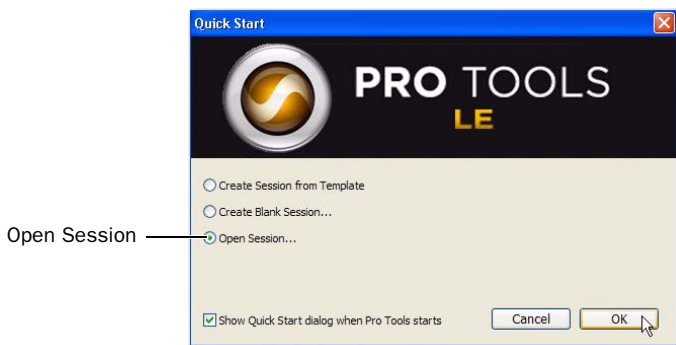 Quick Start
PRO TOOLS
LE
Create Session from Template
Create Blank Session...
Open Session
Open Session...
Show Quick Start dialog when Pro Tools starts
Cancel
OK